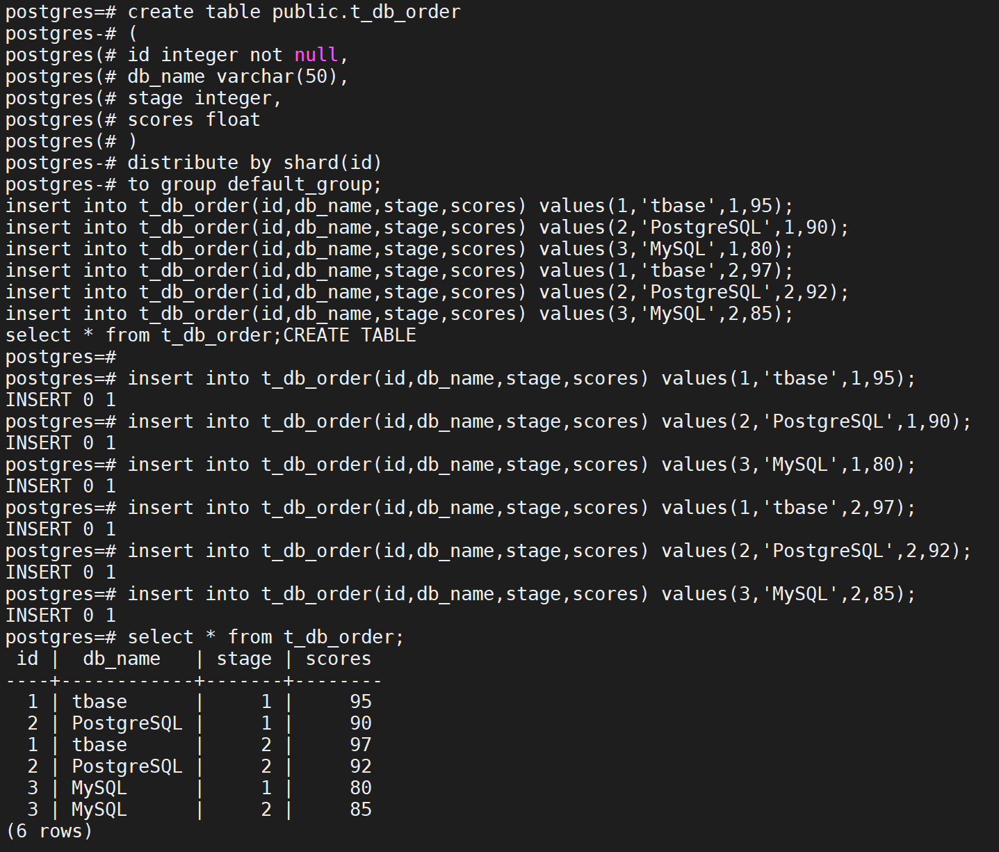 postgres=# create table public.t_db_order
postgres-# (
postgres(# id integer not null,
postgres(# db_name varchar(50),
postgres(# stage integer,
postgres(# scores float
postgres(# )
postgres-# distribute by shard(id)
postgres-# to group default_group;
insert into t_db_order(id,db_name,stage,scores) values(1,'tbase',1,95);
insert into t_db_order(id,db_name,stage,scores) values(2,'PostgreSQL',1,90);
insert into t_db_order(id,db_name,stage,scores) values(3,'MySQL',1,80);
insert into t_db_order(id,db_name,stage,scores) values(1,'tbase',2,97);
insert into t_db_order(id,db_name,stage,scores) values(2,'PostgreSQL',2,92);
insert into t_db_order(id,db_name,stage,scores) values(3,'MySQL',2,85);
select * from t_db_order;CREATE TABLE
postgres=#
postgres=# insert into t_db_order(id,db_name,stage,scores) values(1,'tbase',1,95);
INSERT 0 1
postgres=# insert into t_db_order(id,db_name,stage,scores) values(2,'PostgreSQL',1,90);
INSERT 0 1
postgres=# insert into t_db_order(id,db_name,stage,scores) values(3,'MySQL',1,80);
INSERT 0 1
postgres=# insert into t_db_order(id,db_name,stage,scores) values(1,'tbase',2,97);
INSERT 0 1
postgres=# insert into t_db_order(id,db_name,stage,scores) values(2,'PostgreSQL',2,92);
INSERT 0 1
postgres=# insert into t_db_order(id,db_name,stage,scores) values(3,'MySQL',2,85);
INSERT 0 1
postgres=# select * from t_db_order;
 id |  db_name   | stage | scores
----+------------+-------+--------
  1 | tbase      |     1 |     95
  2 | PostgreSQL |     1 |     90
  1 | tbase      |     2 |     97
  2 | PostgreSQL |     2 |     92
  3 | MySQL      |     1 |     80
  3 | MySQL      |     2 |     85
(6 rows)